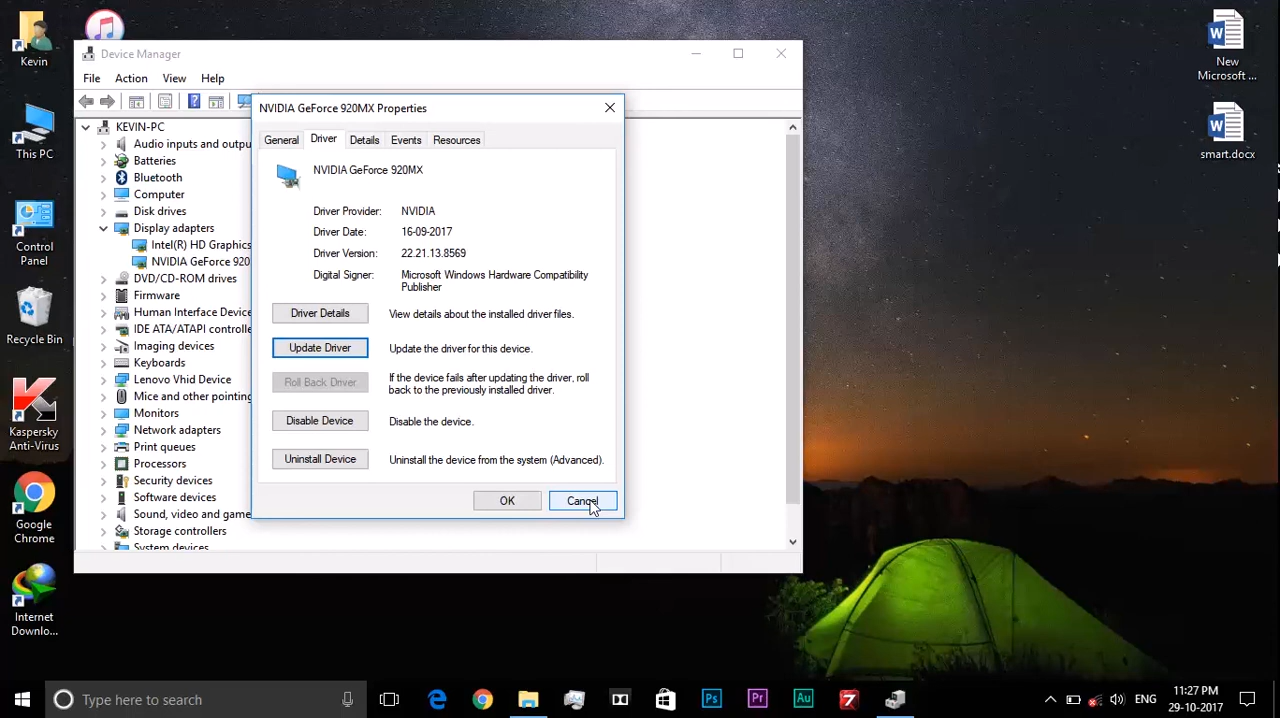 Kevin
This PC
Control
Panel
Recycle Bin
Kaspersky
Anti-Virus
Google
Chrome
Internet
Downlo...
New
Microsoft ...
smart.docx
Device Manager
File Action View Help
KEVIN-PC
Audio inputs and outpu
Batteries
Bluetooth
Computer
Disk drives
Display adapters
Intel(R) HD Graphics
NVIDIA GeForce 920
DVD/CD-ROM drives
Firmware
Human Interface Device
IDE ATA/ATAPI controlle
Imaging devices
Keyboards
Lenovo Vhid Device
Mice and other pointing
Monitors
Network adapters
Print queues
Processors
Security devices
Software devices
Sound, video and game
Storage controllers
System devices
NVIDIA GeForce 920MX Properties
General Driver Details Events Resources
NVIDIA GeForce 920MX
Driver Provider: NVIDIA
Driver Date: 16-09-2017
Driver Version: 22.21.13.8569
Digital Signer: Microsoft Windows Hardware Compatibility
Publisher
Driver Details View details about the installed driver files.
Update Driver Update the driver for this device.
Roll Back Driver If the device fails after updating the driver, roll
back to the previously installed driver.
Disable Device Disable the device.
Uninstall Device Uninstall the device from the system (Advanced).
OK Cancel
Type here to search
Ps
Pr
Au
7
ENG
11:27 PM
29-10-2017